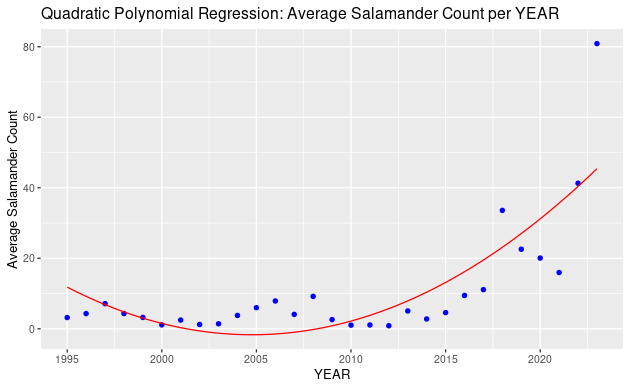 Quadratic Polynomial Regression: Average Salamander Count per YEAR
80
60
40
20
0
Average Salamander Count
1995 2000 2005 2010 2015 2020
YEAR